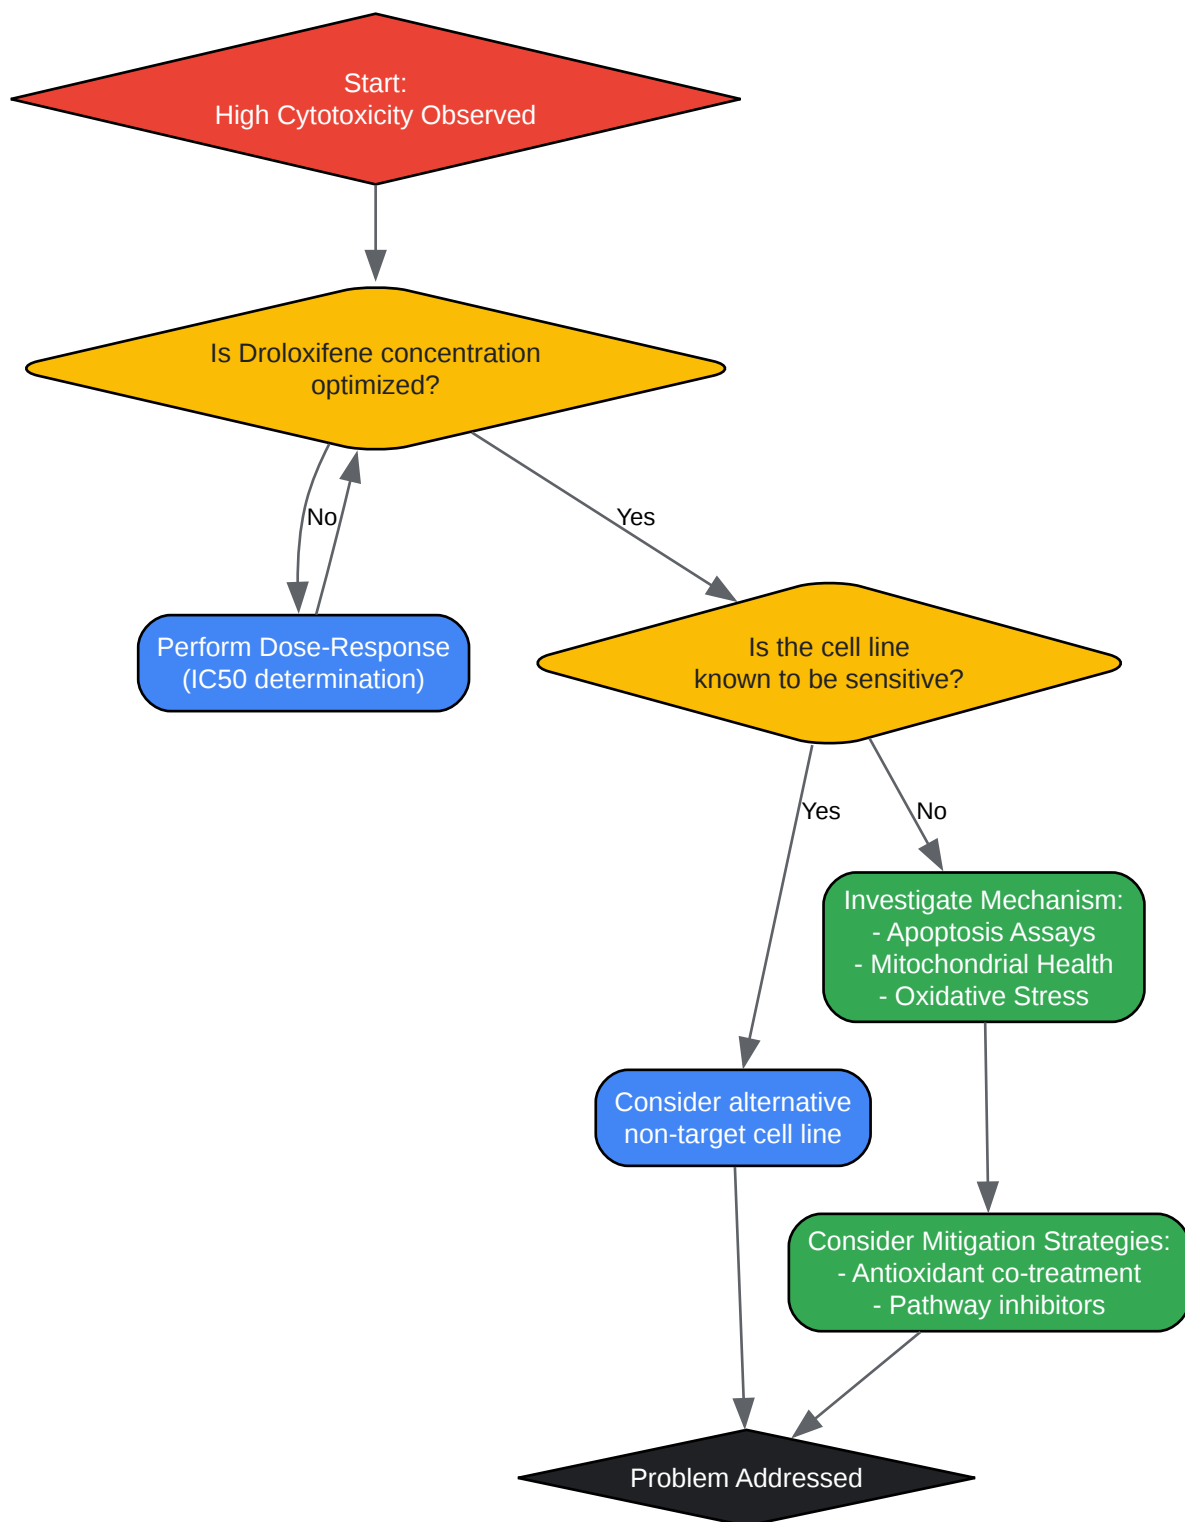 Start:
High Cytotoxicity Observed
Is Droloxifene concentration
optimized?
No
Yes
Perform Dose-Response
(IC50 determination)
Is the cell line
known to be sensitive?
Yes
No
Investigate Mechanism:
- Apoptosis Assays
- Mitochondrial Health
- Oxidative Stress
Consider alternative
non-target cell line
Consider Mitigation Strategies:
- Antioxidant co-treatment
- Pathway inhibitors
Problem Addressed